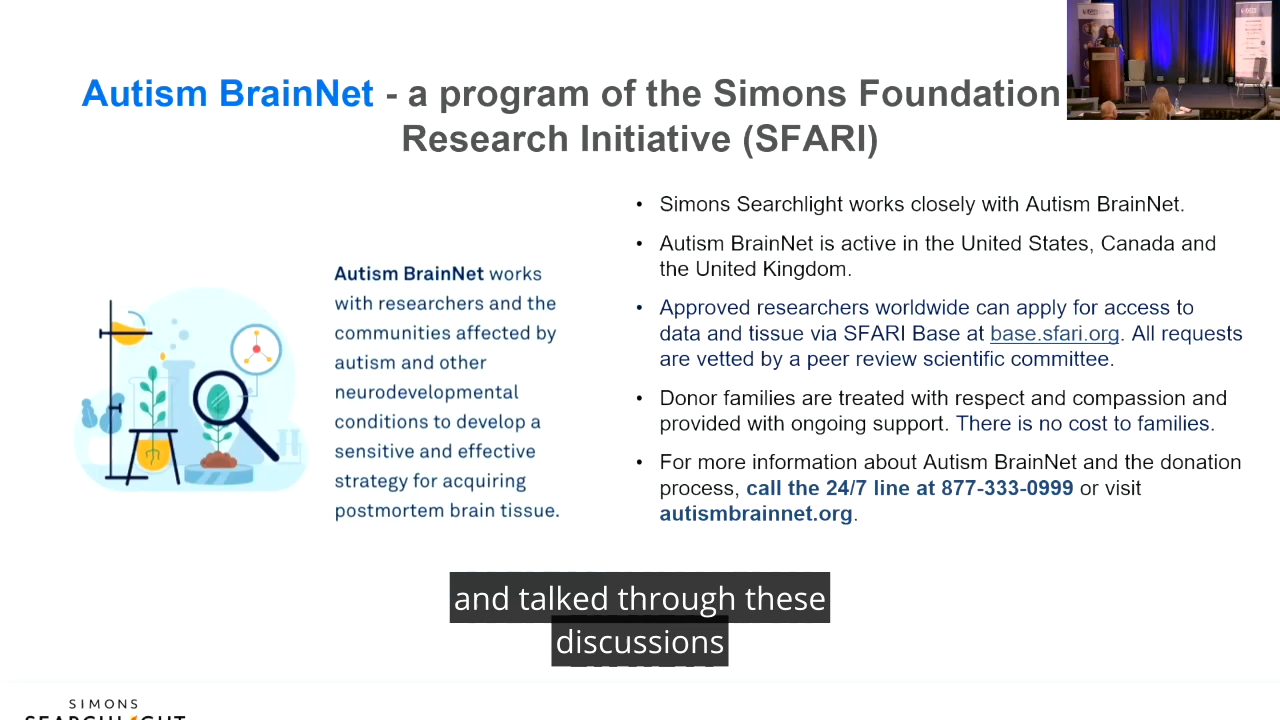 Autism BrainNet - a program of the Simons Foundation
Research Initiative (SFARI)
Autism BrainNet works
with researchers and the
communities affected by
autism and other
neurodevelopmental
conditions to develop a
sensitive and effective
strategy for acquiring
postmortem brain tissue.
• Simons Searchlight works closely with Autism BrainNet.
• Autism BrainNet is active in the United States, Canada and
the United Kingdom.
• Approved researchers worldwide can apply for access to
data and tissue via SFARI Base at base.sfari.org. All requests
are vetted by a peer review scientific committee.
• Donor families are treated with respect and compassion and
provided with ongoing support. There is no cost to families.
• For more information about Autism BrainNet and the donation
process, call the 24/7 line at 877-333-0999 or visit
autismbrainnet.org.
and talked through these
discussions
SIMONS
SEARCHLIGHT